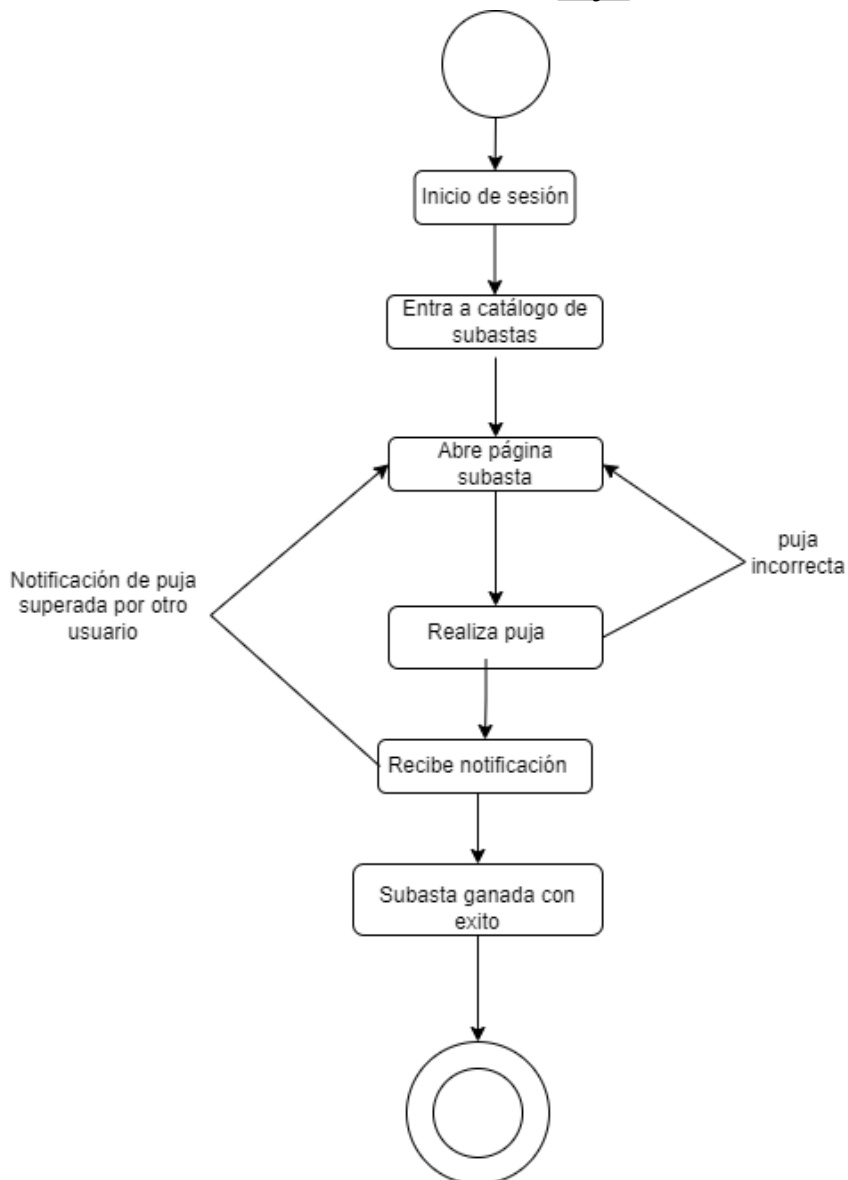 Inicio de sesión
Entra a catálogo de
subastas
Abre página
subasta
puja
incorrecta
Notificación de puja
superada por otro
usuario
Realiza puja
Recibe notificación
Subasta ganada con
exito